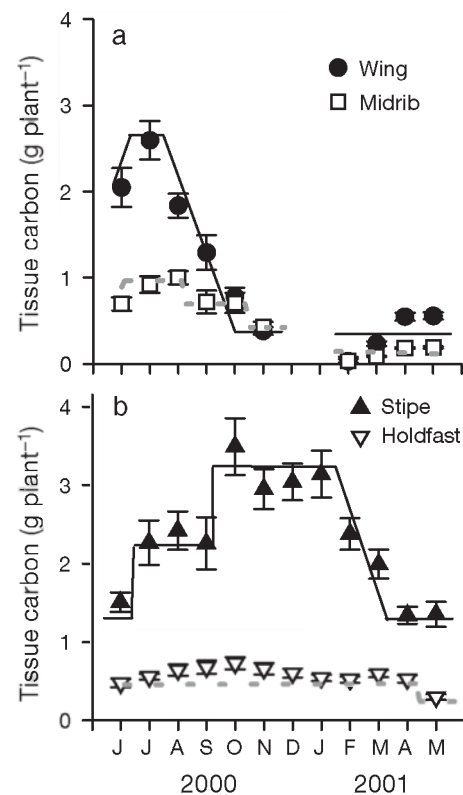 a
Wing
Midrib
Tissue carbon (g plant⁻¹)
4
3
2
1
0
b
Stipe
Holdfast
Tissue carbon (g plant⁻¹)
4
3
2
1
0
J J A S O N D J F M A M
2000 2001